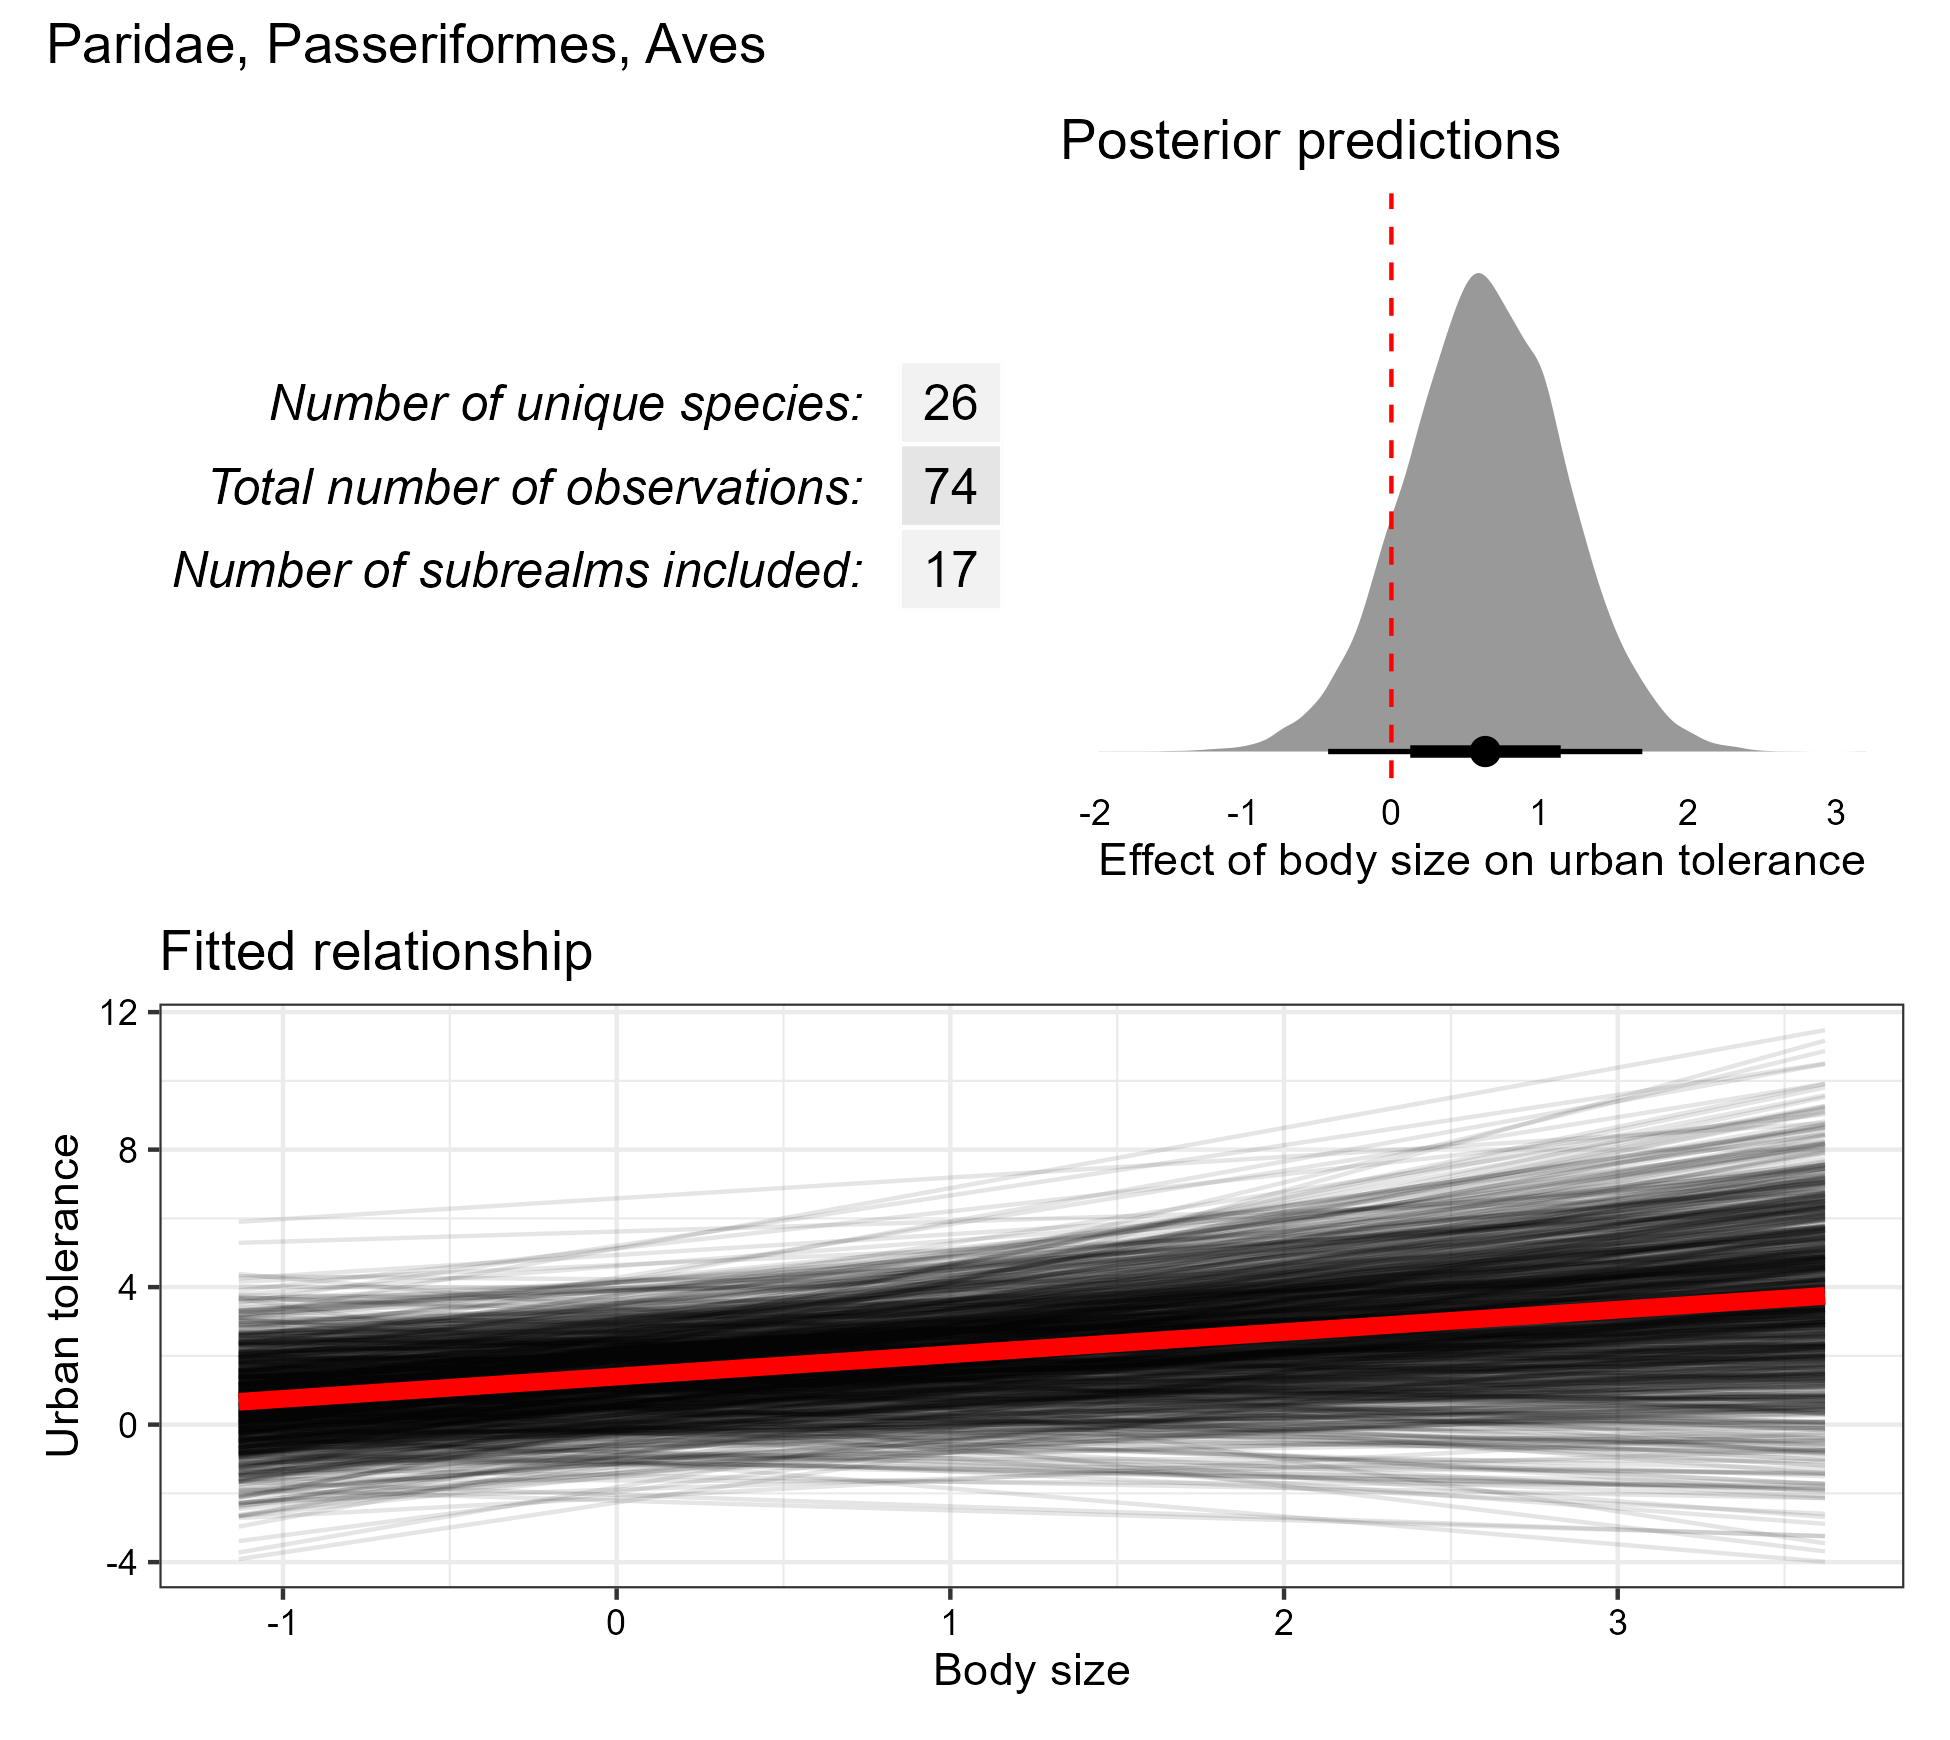 Paridae, Passeriformes, Aves
Posterior predictions
Number of unique species: 26
Total number of observations: 74
Number of subrealms included: 17
-2 -1 0 1 2 3
Effect of body size on urban tolerance
Fitted relationship
12
8
4
0
-4
Urban tolerance
-1 0 1 2 3
Body size